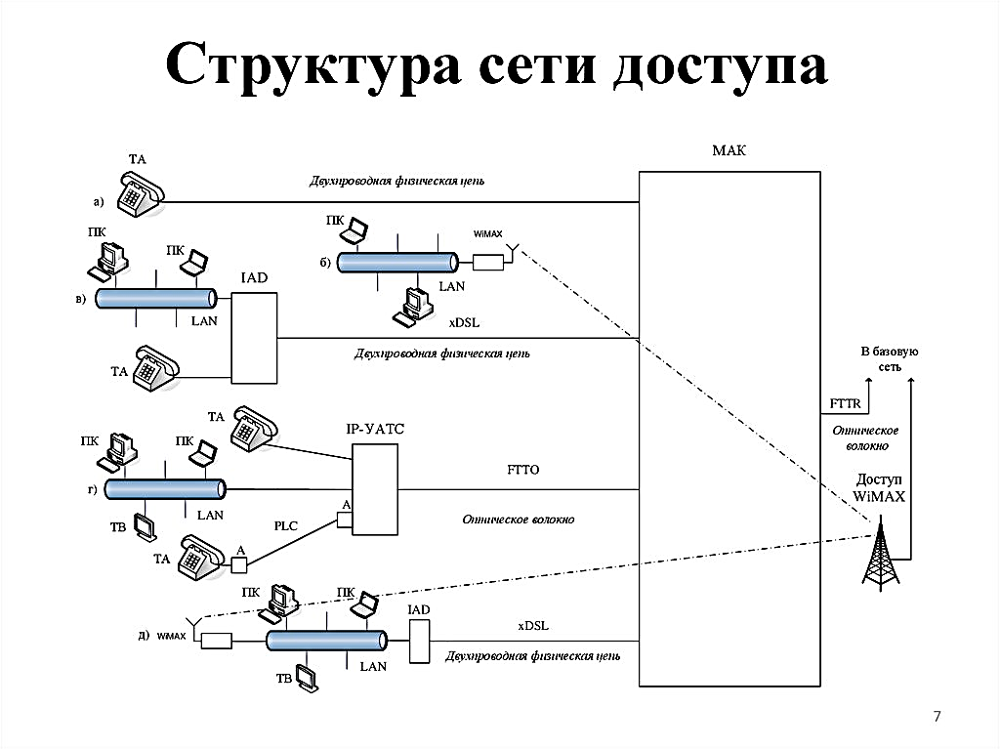 Структура сети доступа
МАК
ТА
Двухпроводная физическая цепь
а)
ПК
ПК
WiMAX
ПК
б)
IAD
LAN
в)
LAN
xDSL
Двухпроводная физическая цепь
В базовую
сеть
ТА
FTTR
ТА
IP-УАТС
Оптическое
волокно
ПК
ПК
FTTO
Доступ
WiMAX
г)
LAN
А
Оптическое волокно
ТВ
PLC
ТА
А
ПК
ПК
IAD
xDSL
д)
WiMAX
Двухпроводная физическая цепь
LAN
ТВ
7